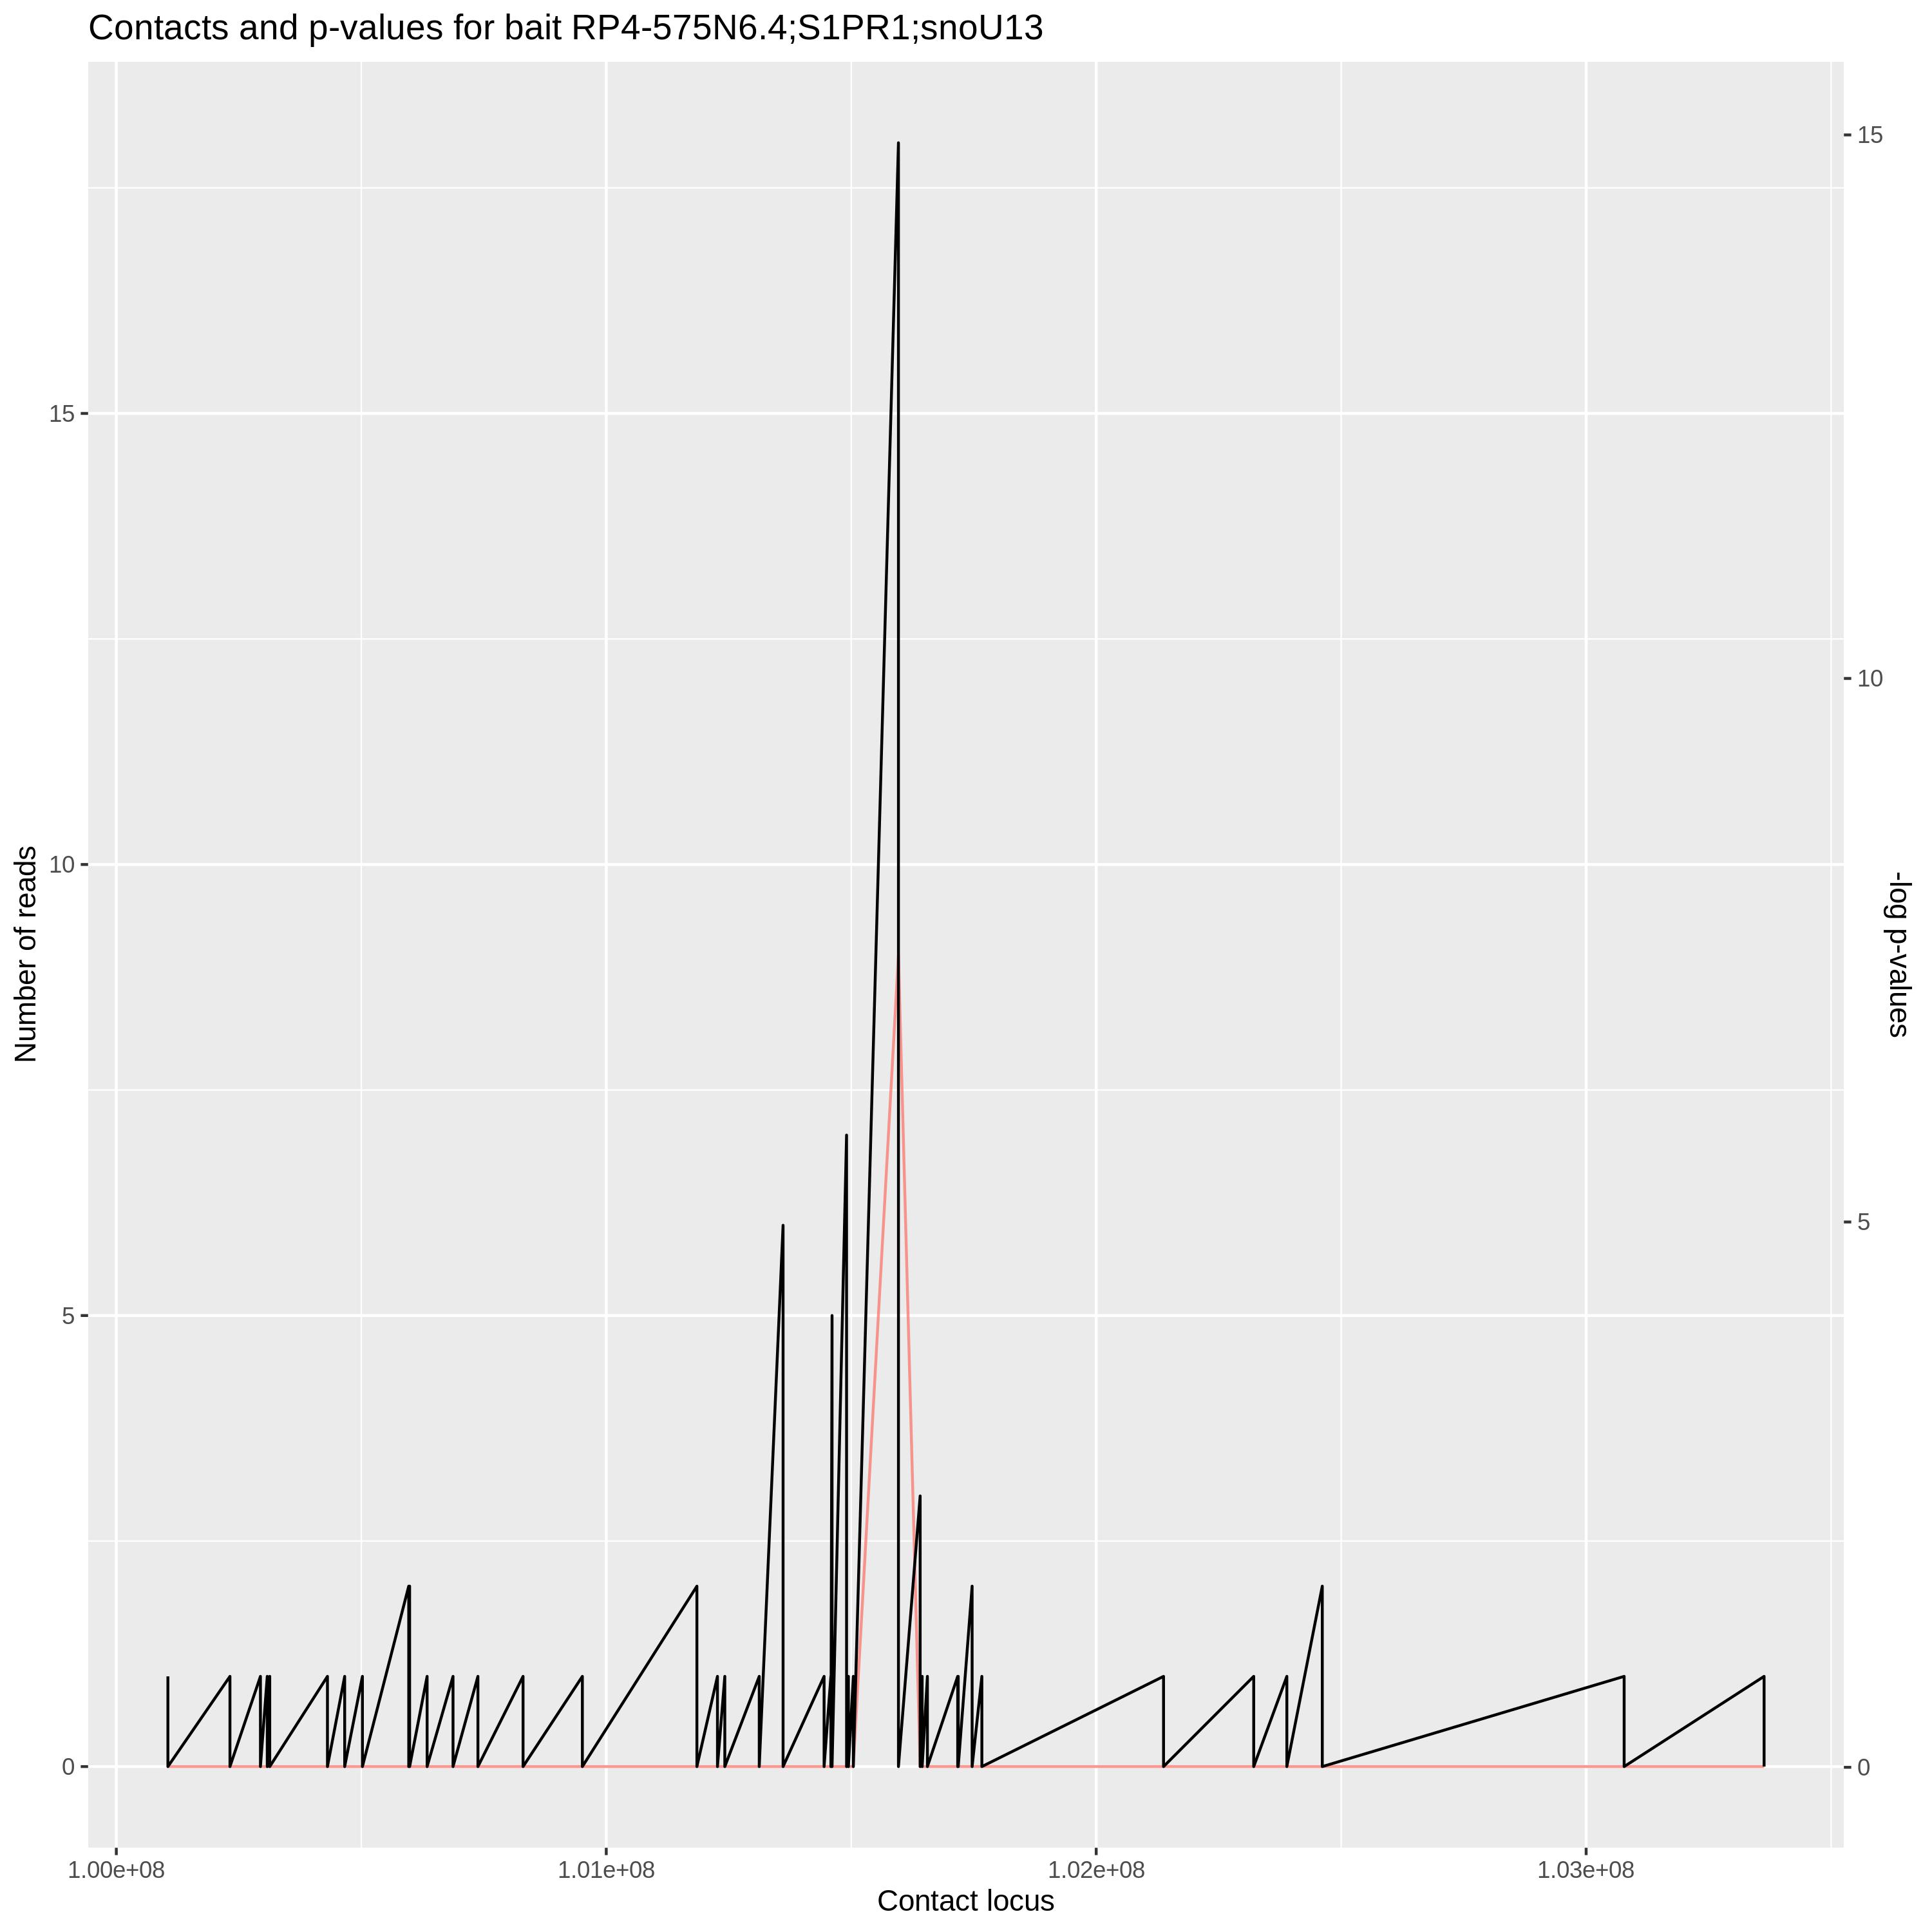 Contacts and p-values for bait RP4-575N6.4;S1PR1;snoU13
15
15
10
10
5
5
0
0
Number of reads
-log p-values
1.00e+08
1.01e+08
1.02e+08
1.03e+08
Contact locus